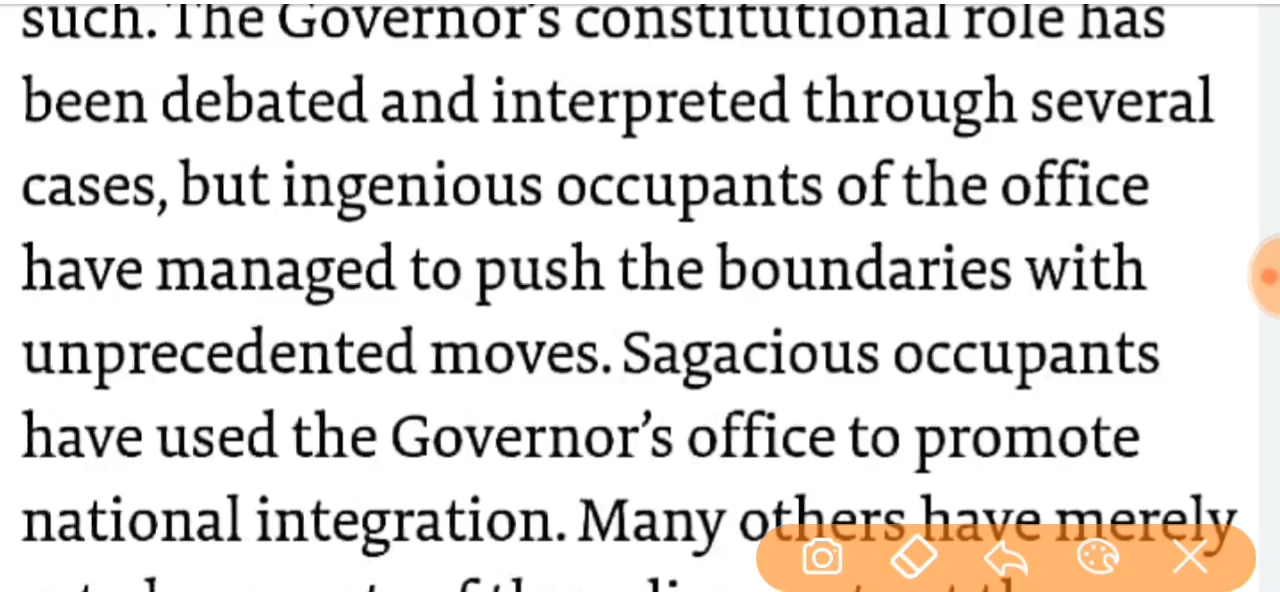 such. The Governor's constitutional role has
been debated and interpreted through several
cases, but ingenious occupants of the office
have managed to push the boundaries with
unprecedented moves. Sagacious occupants
have used the Governor’s office to promote
national integration. Many others have merely